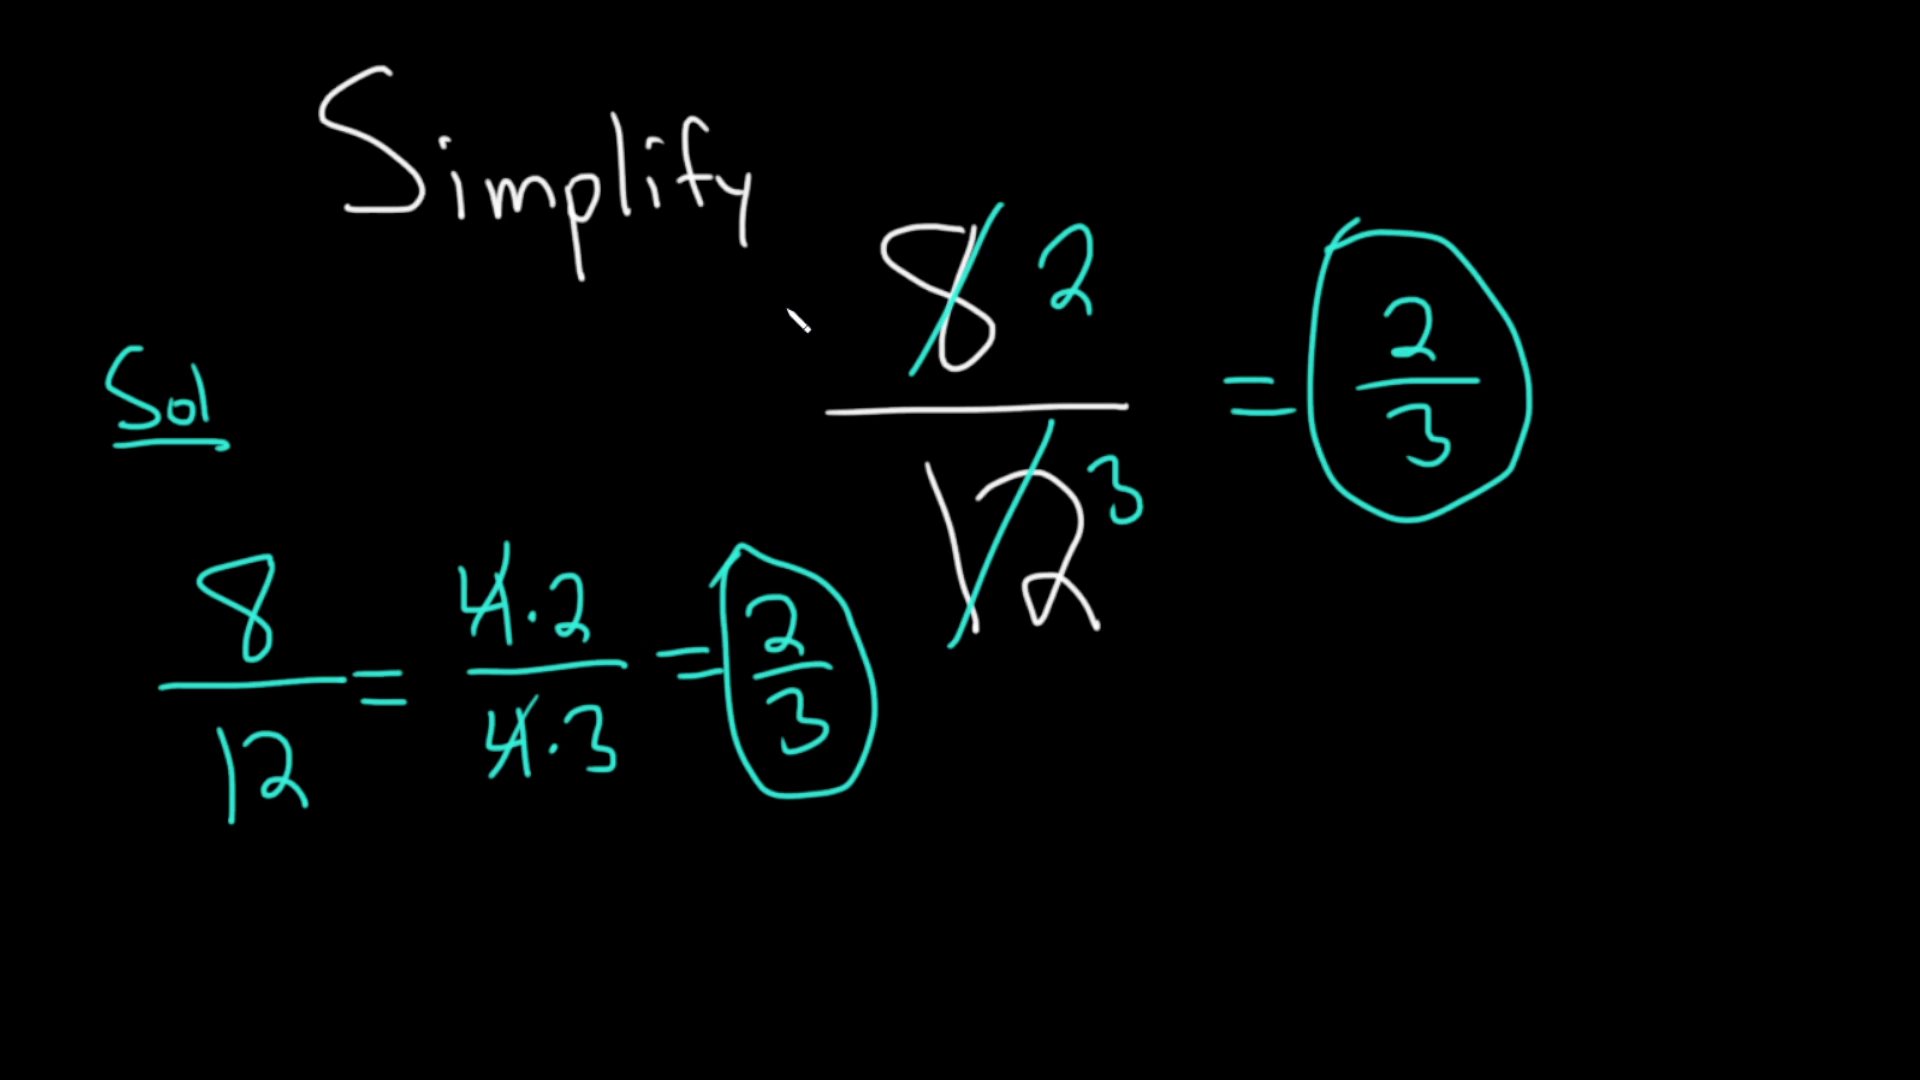 Simplify
8 2 / 12 3 = 2/3
Sol
8/12 = 4·2/4·3 = 2/3